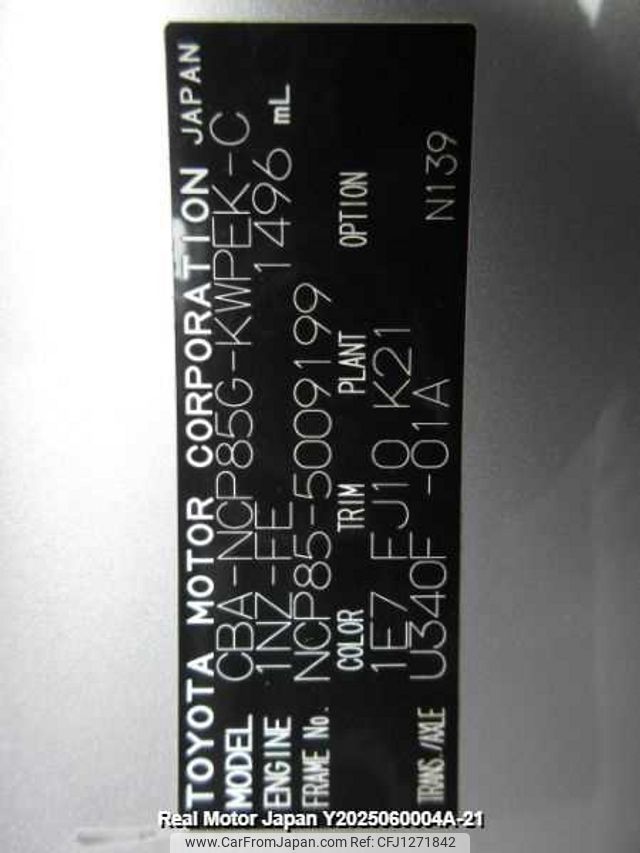 TOYOTA MOTOR CORPORATION JAPAN
MODEL CBA-NCP85G-KWPEK-C
ENGINE 1NZ-FE 1496 mL
FRAME No. NCP85-5009199
COLOR TRIM PLANT OPTION
1E7 FJ10 K21
TRANS./AXLE U340F -01A N139
Real Motor Japan Y2025060004A-21
www.CarFromJapan.com Ref:CFJ1271842